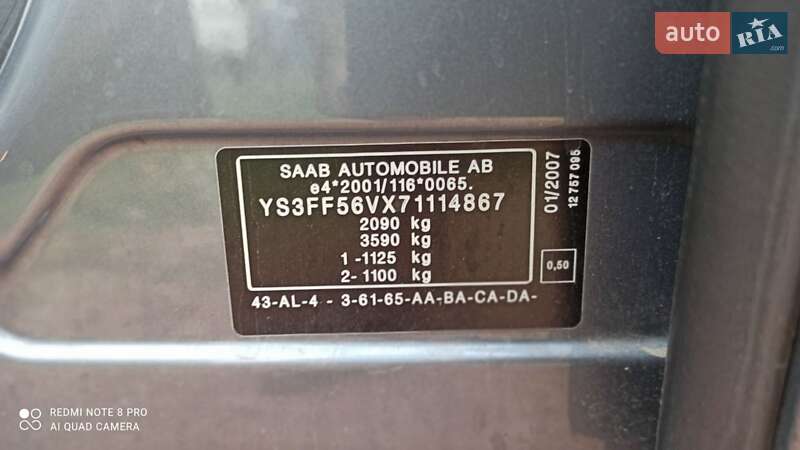 auto RIA.com
SAAB AUTOMOBILE AB
e4*2001/116*0065.
YS3FF56VX71114867
2090 kg
3590 kg
1 -1125 kg
2- 1100 kg
43-AL-4 - 3-61-65-AA-BA-CA-DA-
01/2007
12 757 095
0,50
REDMI NOTE 8 PRO
AI QUAD CAMERA